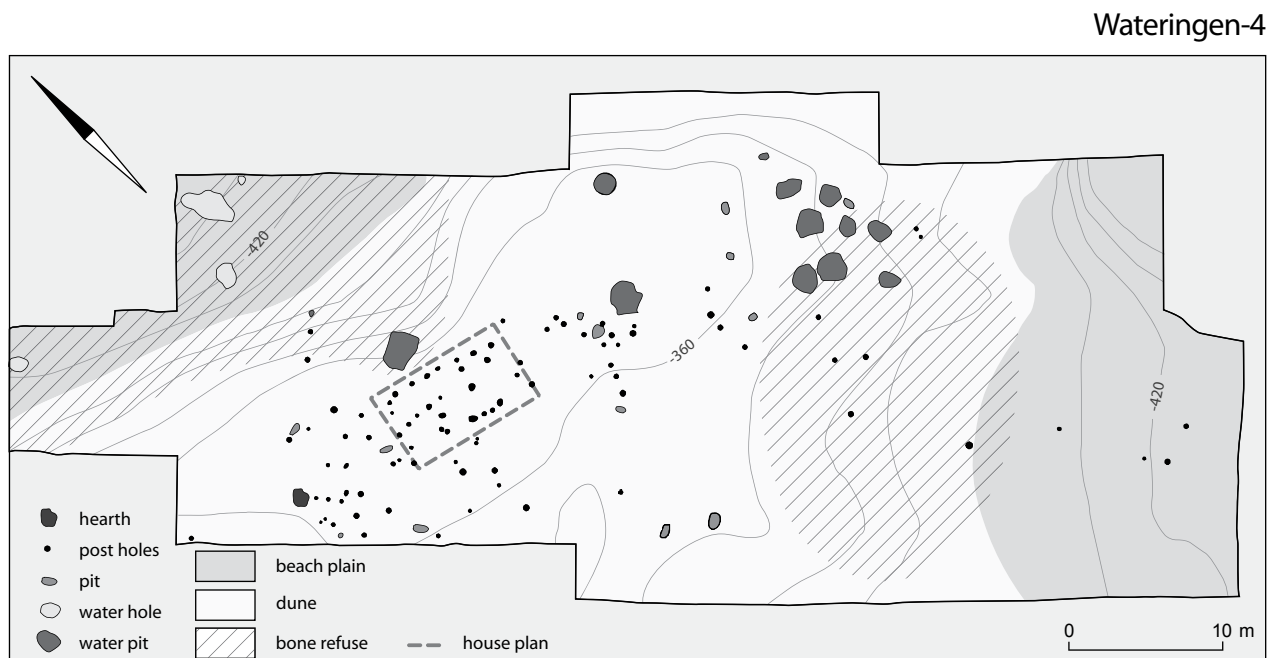 Wateringen-4
-420
-360
-420
hearth
post holes
pit
water hole
water pit
beach plain
dune
bone refuse
house plan
0 10 m